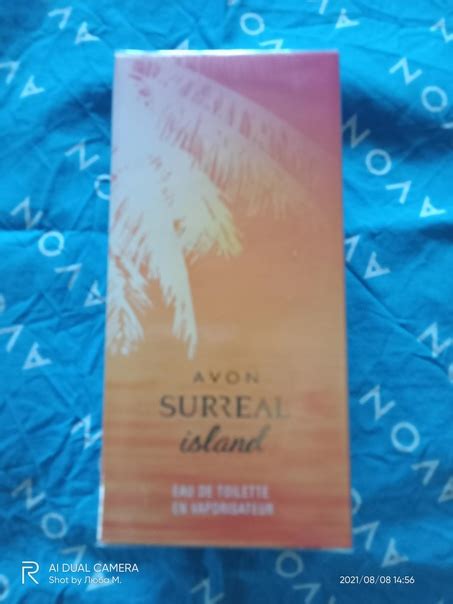 AVON
SURREAL
island
EAU DE TOILETTE
EN VAPORISATEUR
AI DUAL CAMERA
Shot by Люба М.
2021/08/08 14:56